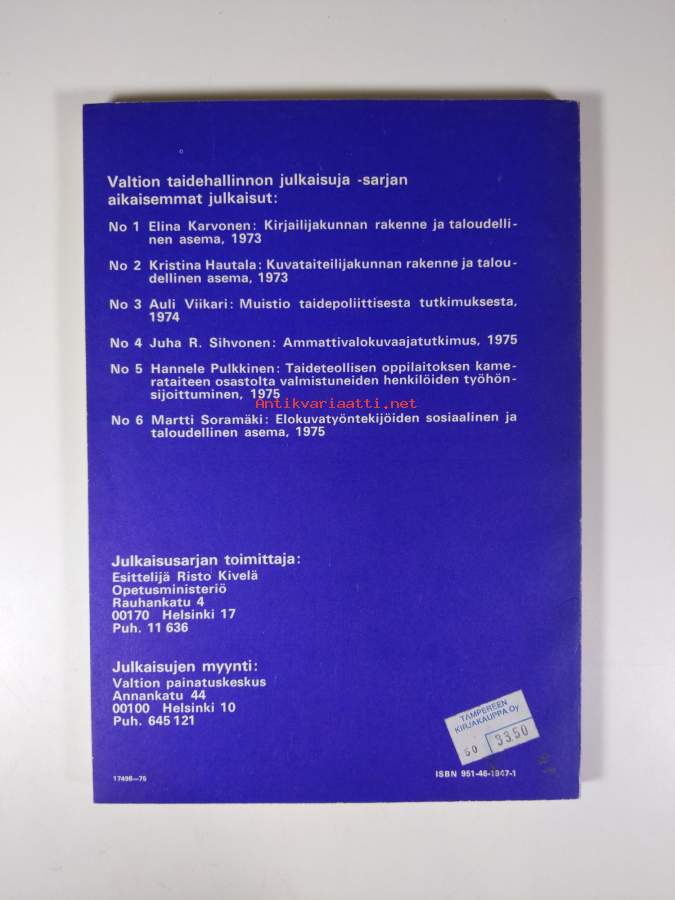 Valtion taidehallinnon julkaisuja -sarjan
aikaisemmat julkaisut:
No 1 Elina Karvonen: Kirjailijakunnan rakenne ja taloudelli-
nen asema, 1973
No 2 Kristina Hautala: Kuvataiteilijakunnan rakenne ja talou-
dellinen asema, 1973
No 3 Auli Viikari: Muistio taidepoliittisesta tutkimuksesta,
1974
No 4 Juha R. Sihvonen: Ammattivalokuvaajatutkimus, 1975
No 5 Hannele Pulkkinen: Taideteollisen oppilaitoksen kame-
rataiteen osastolta valmistuneiden henkilöiden työhön-
sijoittuminen, 1975
Antikvariaatti.net
No 6 Martti Soramäki: Elokuvatyöntekijöiden sosiaalinen ja
taloudellinen asema, 1975
Julkaisusarjan toimittaja:
Esittelijä Risto Kivelä
Opetusministeriö
Rauhankatu 4
00170 Helsinki 17
Puh. 11 636
Julkaisujen myynti:
Valtion painatuskeskus
Annankatu 44
00100 Helsinki 10
Puh. 645 121
TAMPEREEN
KIRJAKAUPPA Oy
50 33.50
17498—75
ISBN 951-46-1947-1